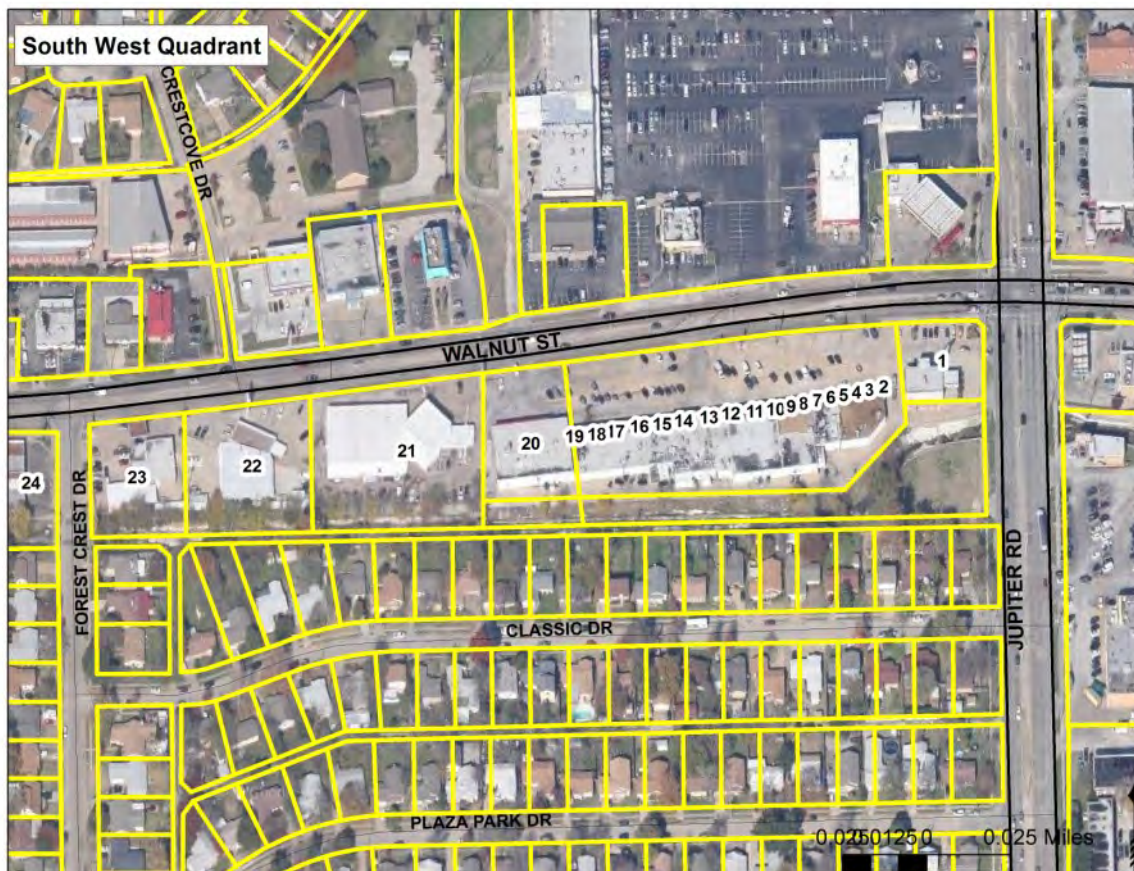 South West Quadrant
CRESTCOVE DR
WALNUT ST
1
19 18 17 16 15 14 13 12 11 10 9 8 7 6 5 4 3 2
20
21
22
23
24
FOREST CREST DR
CLASSIC DR
JUPITER RD
PLAZA PARK DR
0.025 Miles